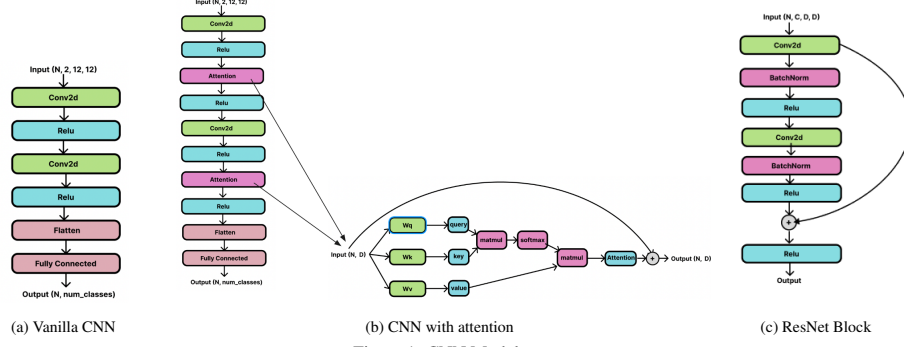 Input (N, 2, 12, 12)
Conv2d
Relu
Conv2d
Relu
Flatten
Fully Connected
Output (N, num_classes)
(a) Vanilla CNN
Input (N, 2, 12, 12)
Conv2d
Relu
Attention
Relu
Conv2d
Relu
Attention
Relu
Flatten
Fully Connected
Output (N, num_classes)
Input (N, D)
Wq
query
Wk
key
Wv
value
matmul
softmax
matmul
Attention
+
Output (N, D)
(b) CNN with attention
Input (N, C, D, D)
Conv2d
BatchNorm
Relu
Conv2d
BatchNorm
Relu
+
Relu
Output
(c) ResNet Block